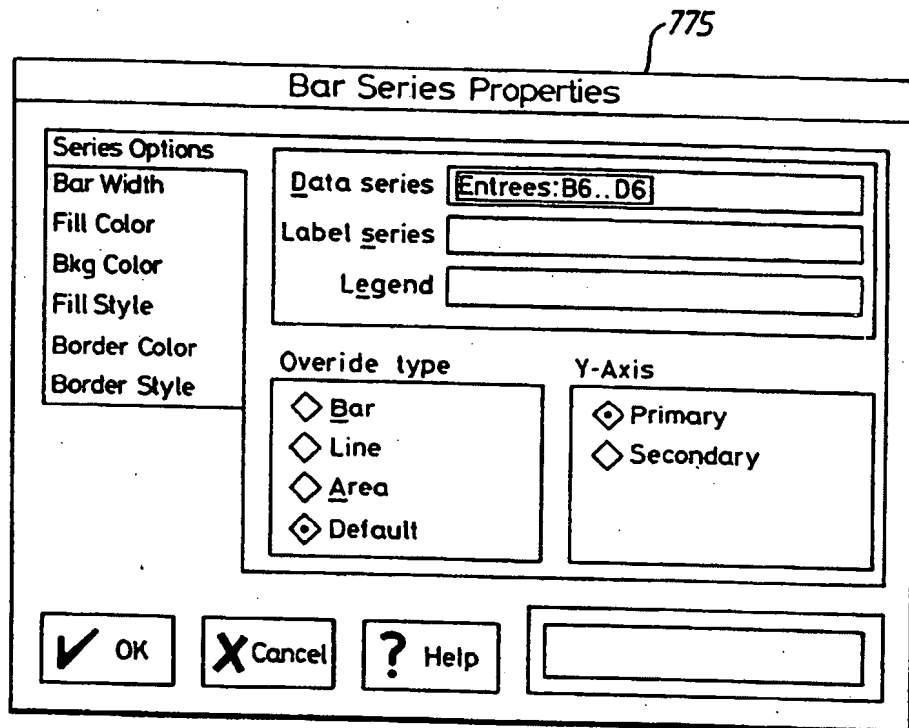 775
Bar Series Properties
Series Options
Bar Width
Fill Color
Bkg Color
Fill Style
Border Color
Border Style
Data series Entrees:B6..D6
Label series
Legend
Overide type
Bar
Line
Area
Default
Y-Axis
Primary
Secondary
OK
Cancel
? Help